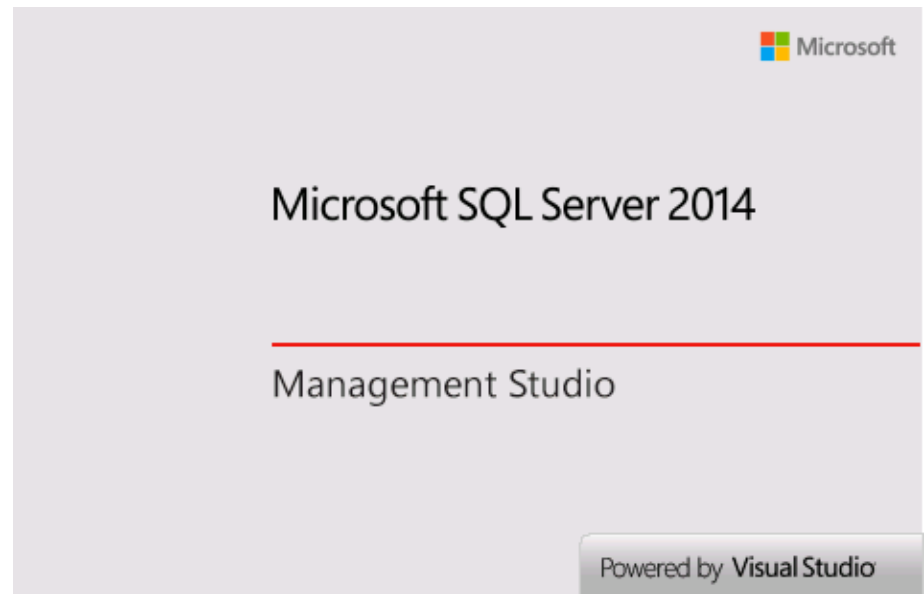 Microsoft
Microsoft SQL Server 2014
Management Studio
Powered by Visual Studio